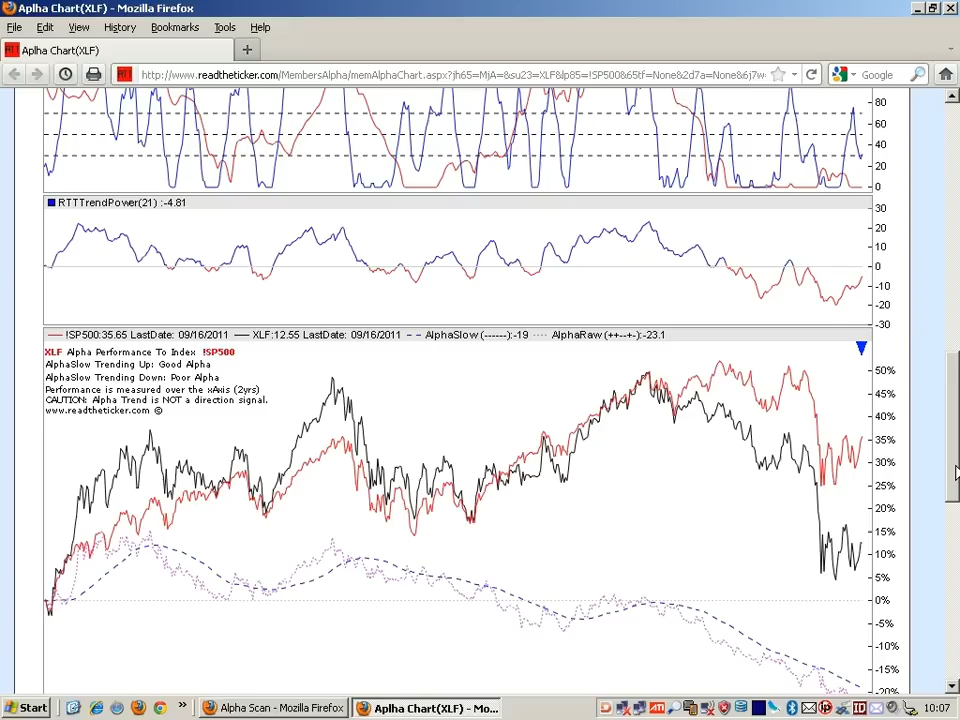 Aplha Chart(XLF) - Mozilla Firefox
File Edit View History Bookmarks Tools Help
Aplha Chart(XLF)
http://www.readtheticker.com/MembersAlpha/memAlphaChart.aspx?jh65=MjA=&su23=XLF&lp85=!SP500&65tf=None&2d7a=None&6j7w
Google
80
60
40
20
0
RTTTrendPower(21) :-4.81
30
20
10
0
-10
-20
-30
!SP500:35.65 LastDate: 09/16/2011 XLF:12.55 LastDate: 09/16/2011 AlphaSlow (------):-19 AlphaRaw (++--+-):-23.1
XLF Alpha Performance To Index !SP500
AlphaSlow Trending Up: Good Alpha
AlphaSlow Trending Down: Poor Alpha
Performance is measured over the xAxis (2yrs)
CAUTION: Alpha Trend is NOT a direction signal.
www.readtheticker.com ©
50%
45%
40%
35%
30%
25%
20%
15%
10%
5%
0%
-5%
-10%
-15%
-20%
Start Alpha Scan - Mozilla Firefox Aplha Chart(XLF) - Mo... 10:07